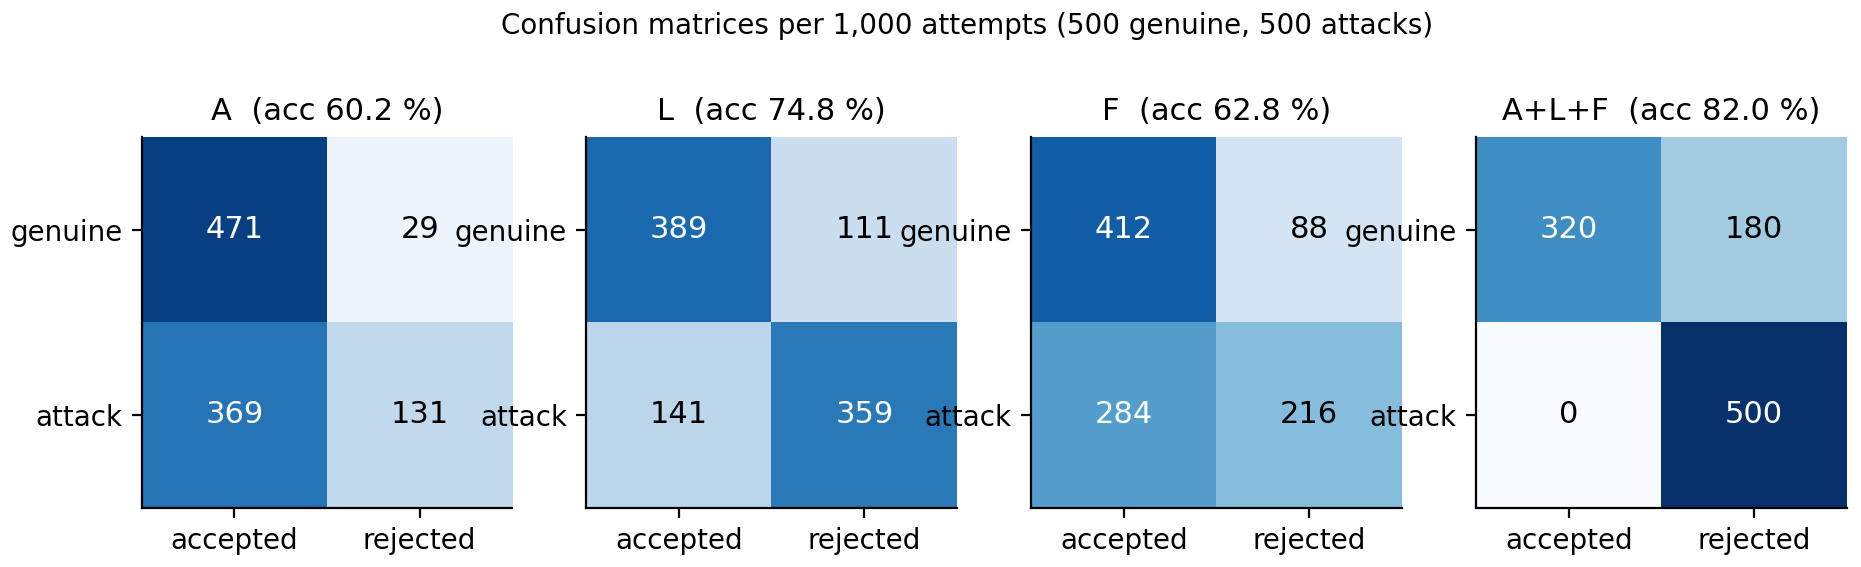 Confusion matrices per 1,000 attempts (500 genuine, 500 attacks)
A (acc 60.2 %) L (acc 74.8 %) F (acc 62.8 %) A+L+F (acc 82.0 %)
genuine 471 29 genuine 389 111 genuine 412 88 genuine 320 180
attack 369 131 attack 141 359 attack 284 216 attack 0 500
accepted rejected accepted rejected accepted rejected accepted rejected